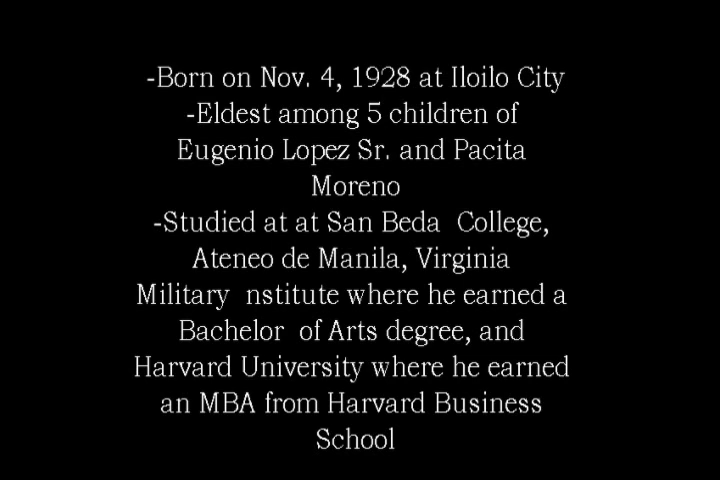 -Born on Nov. 4, 1928 at Iloilo City
-Eldest among 5 children of
Eugenio Lopez Sr. and Pacita
Moreno
-Studied at at San Beda  College,
Ateneo de Manila, Virginia
Military  nstitute where he earned a
Bachelor  of Arts degree, and
Harvard University where he earned
an MBA from Harvard Business
School